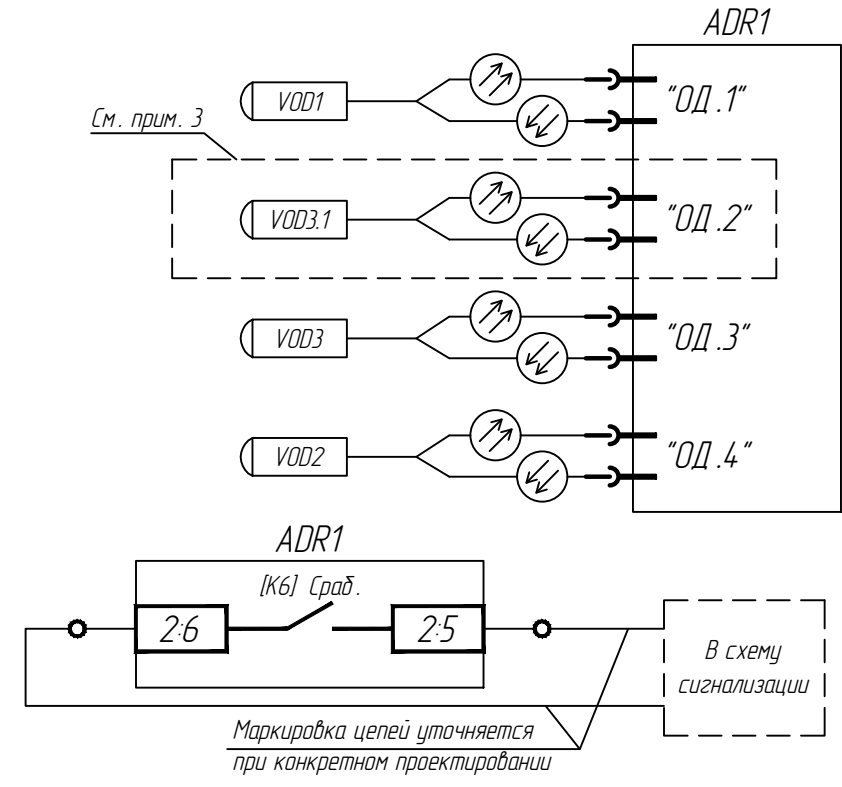 ADR1
VOD1
"ОД.1"
См. прим. 3
VOD3.1
"ОД.2"
VOD3
"ОД.3"
VOD2
"ОД.4"
ADR1
[K6] Сраб.
2:6
2:5
В схему
сигнализации
Маркировка цепей уточняется
при конкретном проектировании